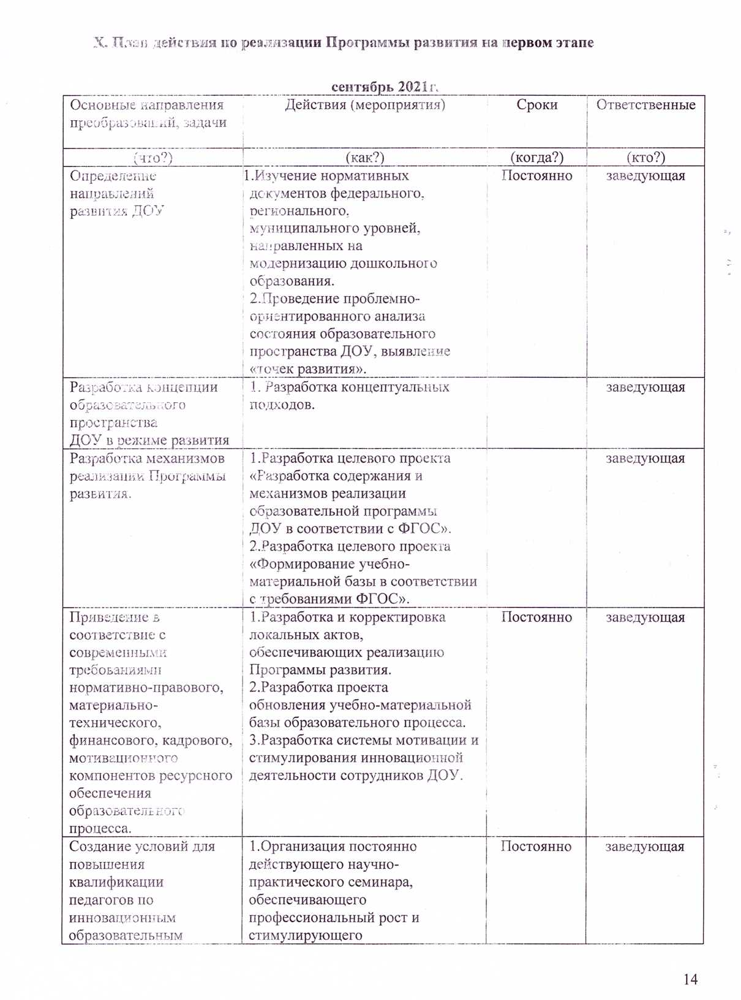 X. План действия по реализации Программы развития на первом этапе
сентябрь 2021г.
Основные направления
преобразований, задачи
Действия (мероприятия)
Сроки
Ответственные
(что?)
(как?)
(когда?)
(кто?)
Определение
направлений
развития ДОУ
1.Изучение нормативных
документов федерального,
регионального,
муниципального уровней,
направленных на
модернизацию дошкольного
образования.
2.Проведение проблемно-
ориентированного анализа
состояния образовательного
пространства ДОУ, выявление
«точек развития».
Постоянно
заведующая
Разработка концепции
образовательного
пространства
ДОУ в режиме развития
1. Разработка концептуальных
подходов.
заведующая
Разработка механизмов
реализации Программы
развития.
1.Разработка целевого проекта
«Разработка содержания и
механизмов реализации
образовательной программы
ДОУ в соответствии с ФГОС».
2.Разработка целевого проекта
«Формирование учебно-
материальной базы в соответствии
с требованиями ФГОС».
заведующая
Приведение в
соответствие с
современными
требованиями
нормативно-правового,
материально-
технического,
финансового, кадрового,
мотивационного
компонентов ресурсного
обеспечения
образовательного
процесса.
1.Разработка и корректировка
локальных актов,
обеспечивающих реализацию
Программы развития.
2.Разработка проекта
обновления учебно-материальной
базы образовательного процесса.
3.Разработка системы мотивации и
стимулирования инновационной
деятельности сотрудников ДОУ.
Постоянно
заведующая
Создание условий для
повышения
квалификации
педагогов по
инновационным
образовательным
1.Организация постоянно
действующего научно-
практического семинара,
обеспечивающего
профессиональный рост и
стимулирующего
Постоянно
заведующая
14